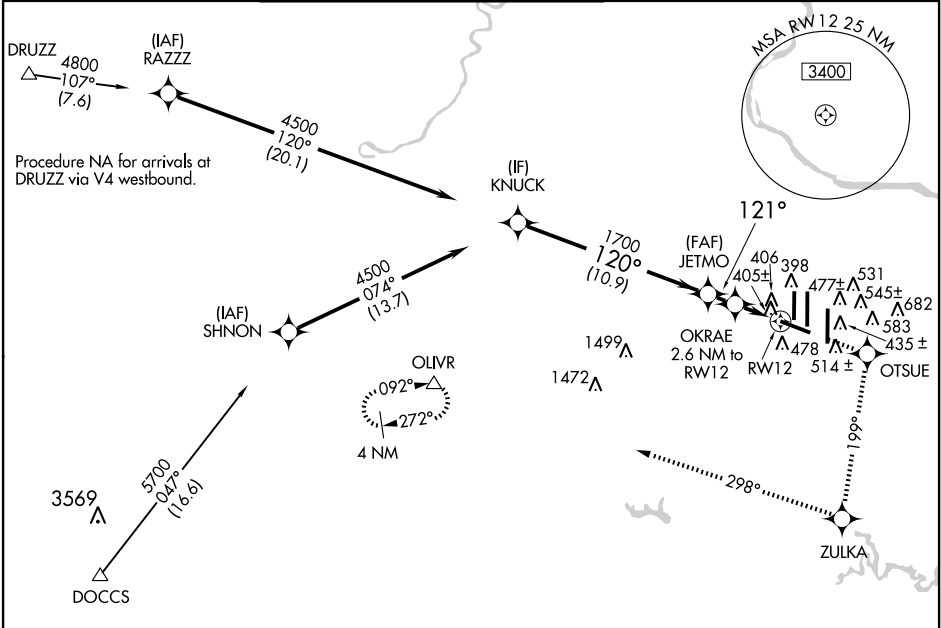 DRUZZ
4800
107°
(7.6)
(IAF)
RAZZZ
4500
120°
(20.1)
Procedure NA for arrivals at
DRUZZ via V4 westbound.
MSA RW12 25 NM
3400
(IF)
KNUCK
1700
120°
(10.9)
121°
(FAF)
JETMO
406
405±
398
477±
531
545±
682
583
435 ±
478
514 ±
OKRAE
2.6 NM to
RW12
RW12
OTSUE
4500
074°
(13.7)
(IAF)
SHNON
1499
1472
OLIVR
092°
272°
4 NM
199°
298°
ZULKA
5700
047°
(16.6)
3569
DOCCS